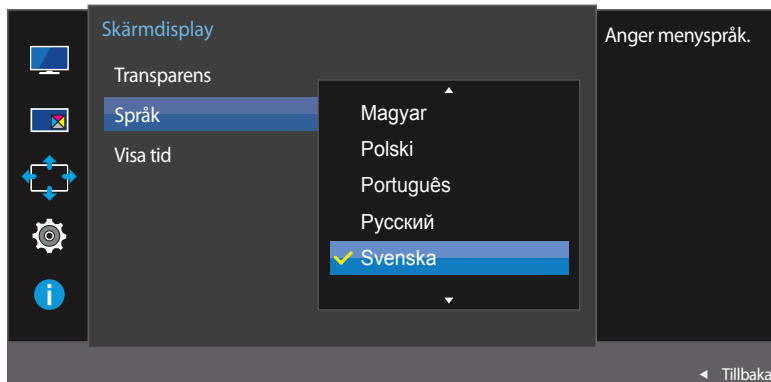 Skärmdisplay
Anger menyspråk.
Transparens
Språk
Visa tid
Magyar
Polski
Português
Русский
Svenska
Tillbaka